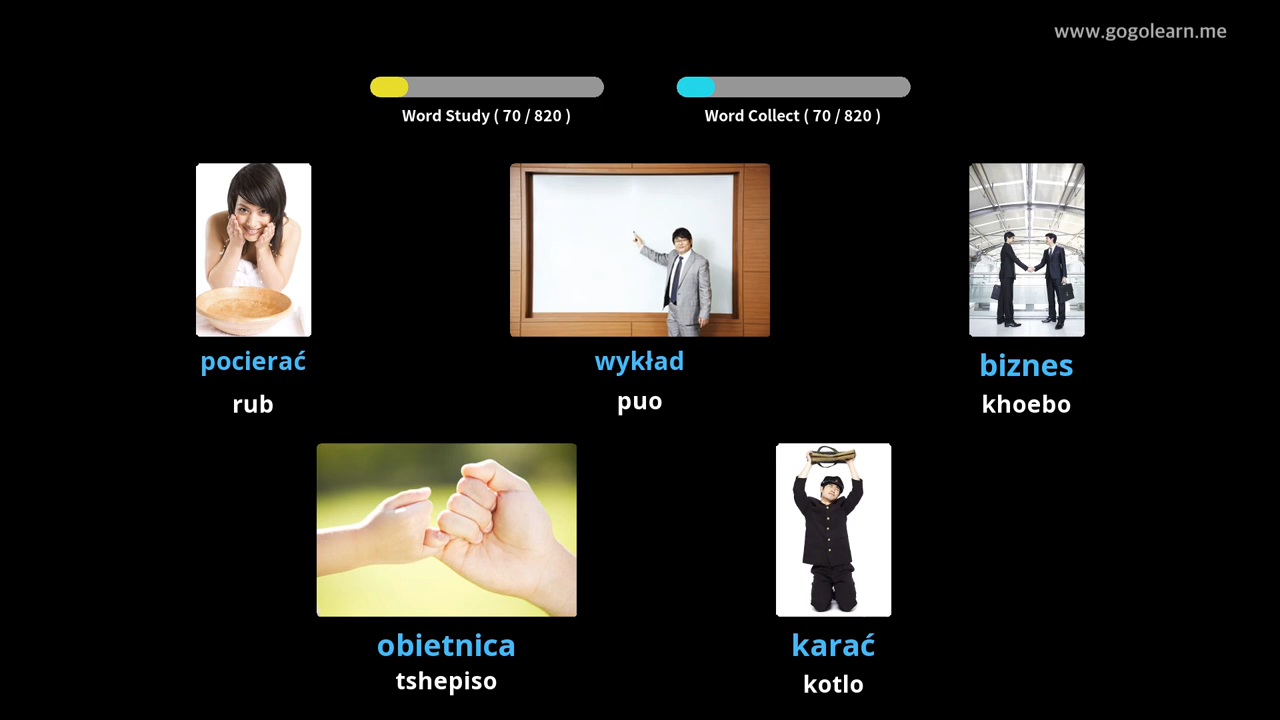 www.gogolearn.me
Word Study ( 70 / 820 )
Word Collect ( 70 / 820 )
pocierać
rub
wykład
puo
biznes
khoebo
obietnica
tshepiso
karać
kotlo